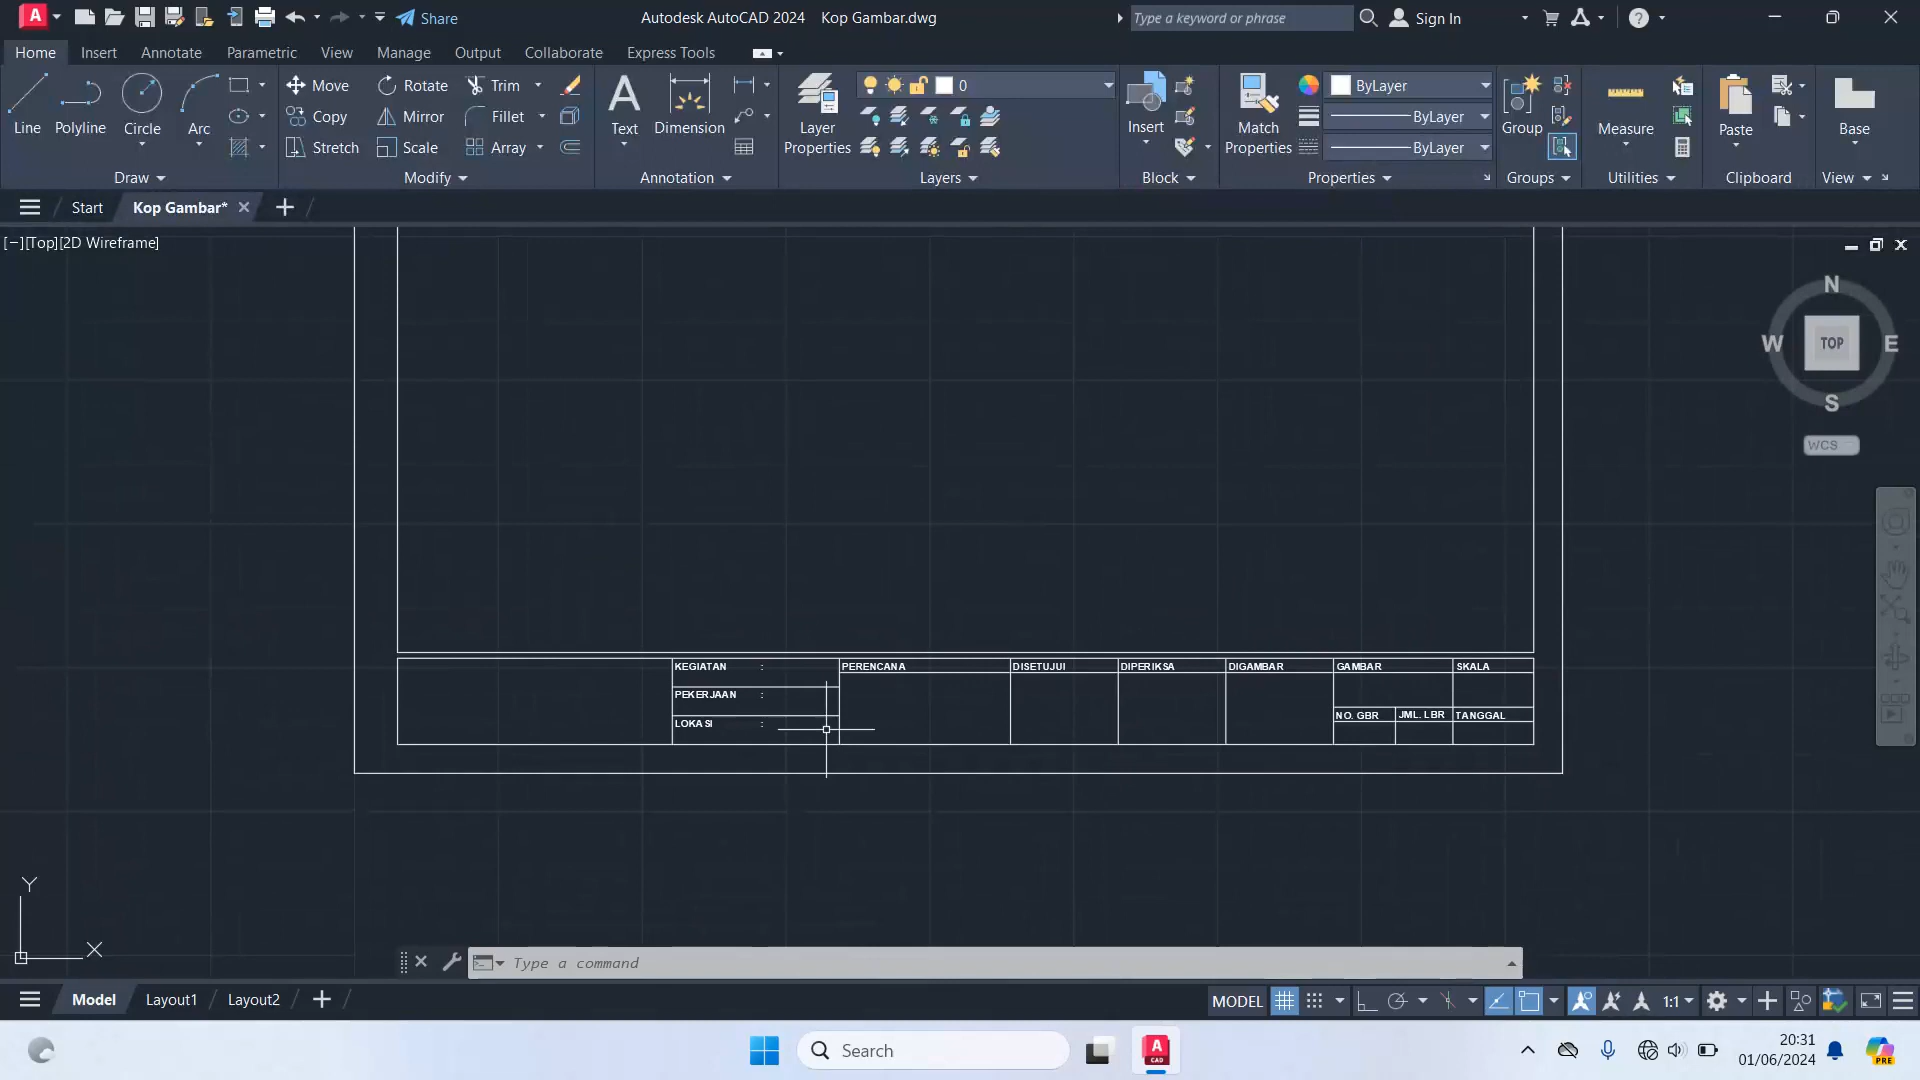 Share
Autodesk AutoCAD 2024 Kop Gambar.dwg
Type a keyword or phrase
Sign In
Home Insert Annotate Parametric View Manage Output Collaborate Express Tools
Line
Polyline
Circle
Arc
Draw
Move Rotate Trim
Copy Mirror Fillet
Stretch Scale Array
Modify
Text
Dimension
Annotation
Layer
Properties
0
Layers
Insert
Block
Match
Properties
ByLayer
ByLayer
ByLayer
Properties
Group
Groups
Measure
Utilities
Paste
Clipboard
Base
View
Start
Kop Gambar*
[−][Top][2D Wireframe]
N
W TOP E
S
WCS
KEGIATAN : PERENCANA DISETUJUI DIPERIKSA DIGAMBAR GAMBAR SKALA
PEKERJAAN :
LOKASI : NO. GBR JML. LBR TANGGAL
Y
X
Type a command
Model Layout1 Layout2
MODEL
1:1
Search
A
CAD
20:31
01/06/2024
PRE